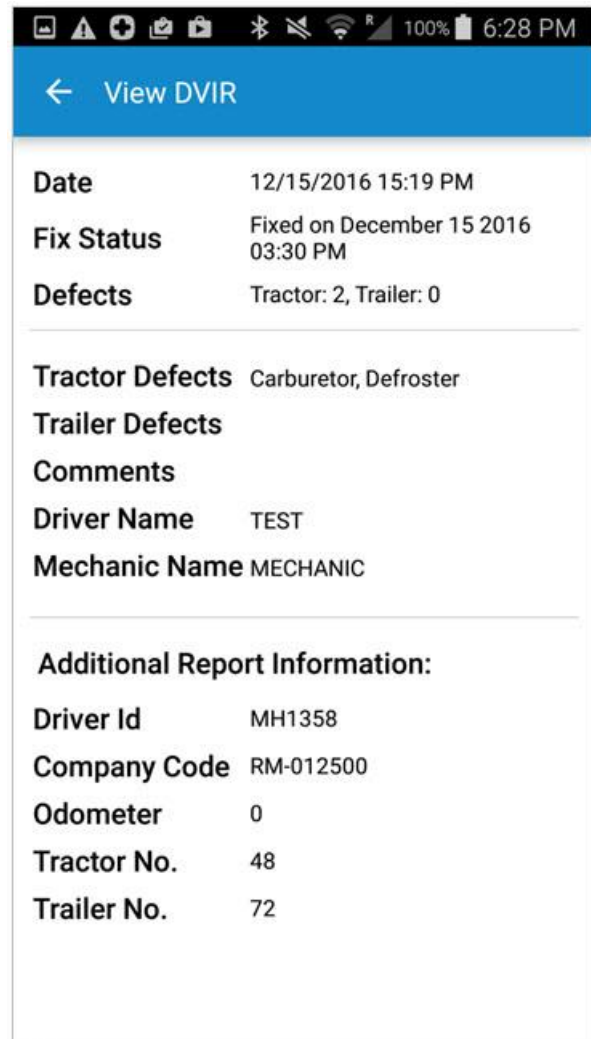 R 100% 6:28 PM
View DVIR
Date 12/15/2016 15:19 PM
Fix Status Fixed on December 15 2016
03:30 PM
Defects Tractor: 2, Trailer: 0
Tractor Defects Carburetor, Defroster
Trailer Defects
Comments
Driver Name TEST
Mechanic Name MECHANIC
Additional Report Information:
Driver Id MH1358
Company Code RM-012500
Odometer 0
Tractor No. 48
Trailer No. 72